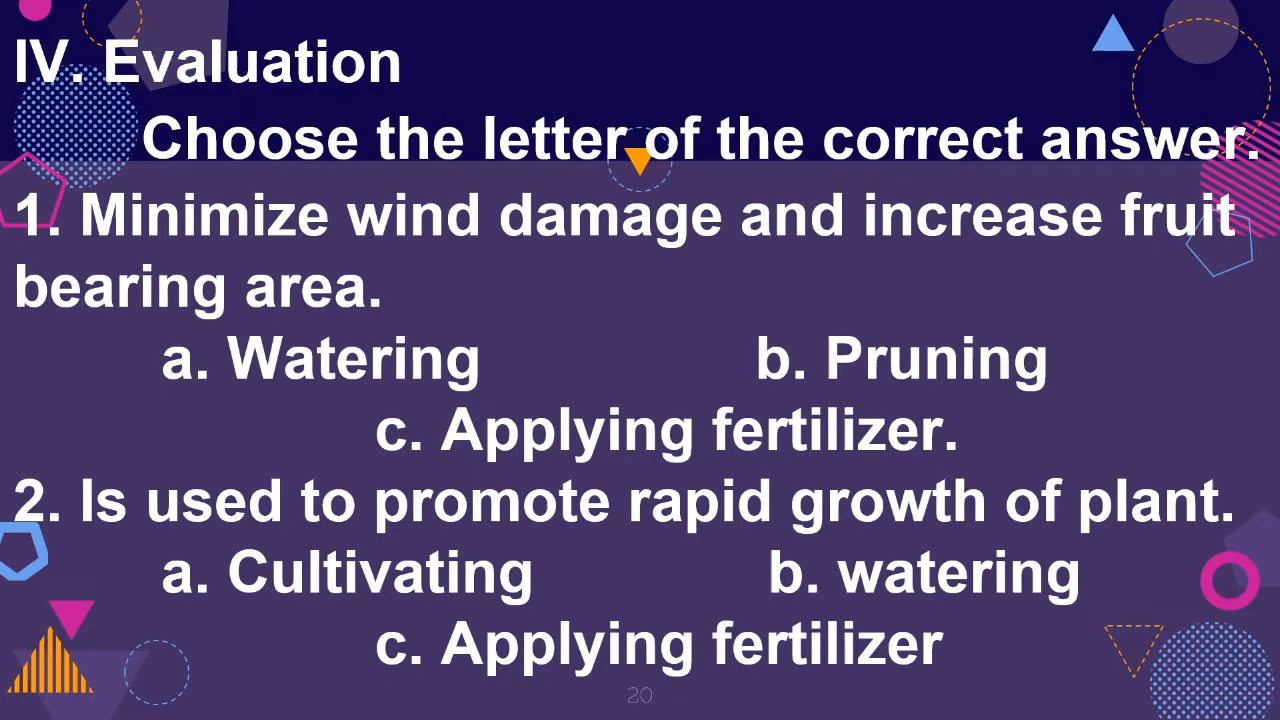 IV. Evaluation
Choose the letter of the correct answer.
1. Minimize wind damage and increase fruit
bearing area.
a. Watering b. Pruning
c. Applying fertilizer.
2. Is used to promote rapid growth of plant.
a. Cultivating b. watering
c. Applying fertilizer
20